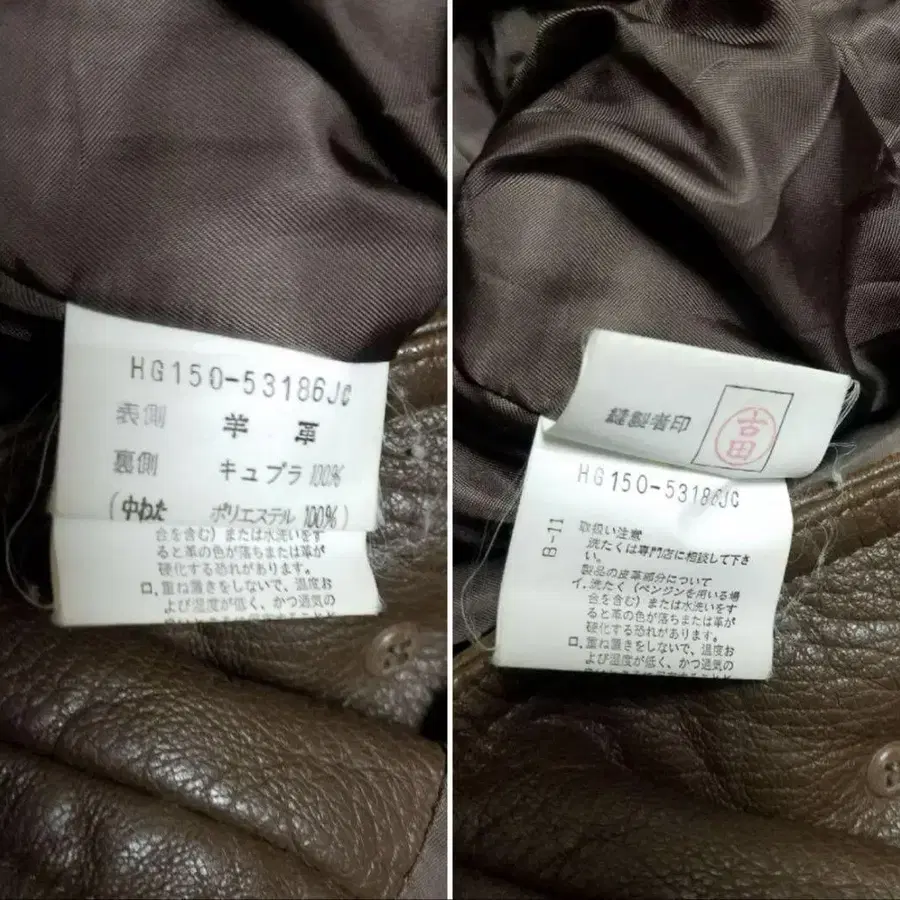 HG150-53186JC
表側 羊革
裏側 キュプラ 100%
(中わた ポリエステル 100%)
合を含む)または水洗いをす
ると革の色が落ちまたは革が
硬化する恐れがあります。
ロ.重ね置きをしないで、温度お
よび湿度が低く、かつ通気の
縫製者印 吉田
HG150-53186JC
B-11
取扱い注意
洗たくは専門店に相談して下さ
い。
製品の皮革部分について
イ.洗たく(ベンジンを用いる場
合を含む)または水洗いをす
ると革の色が落ちまたは革が
硬化する恐れがあります。
ロ.重ね置きをしないで、温度お
よび湿度が低く、かつ通気の